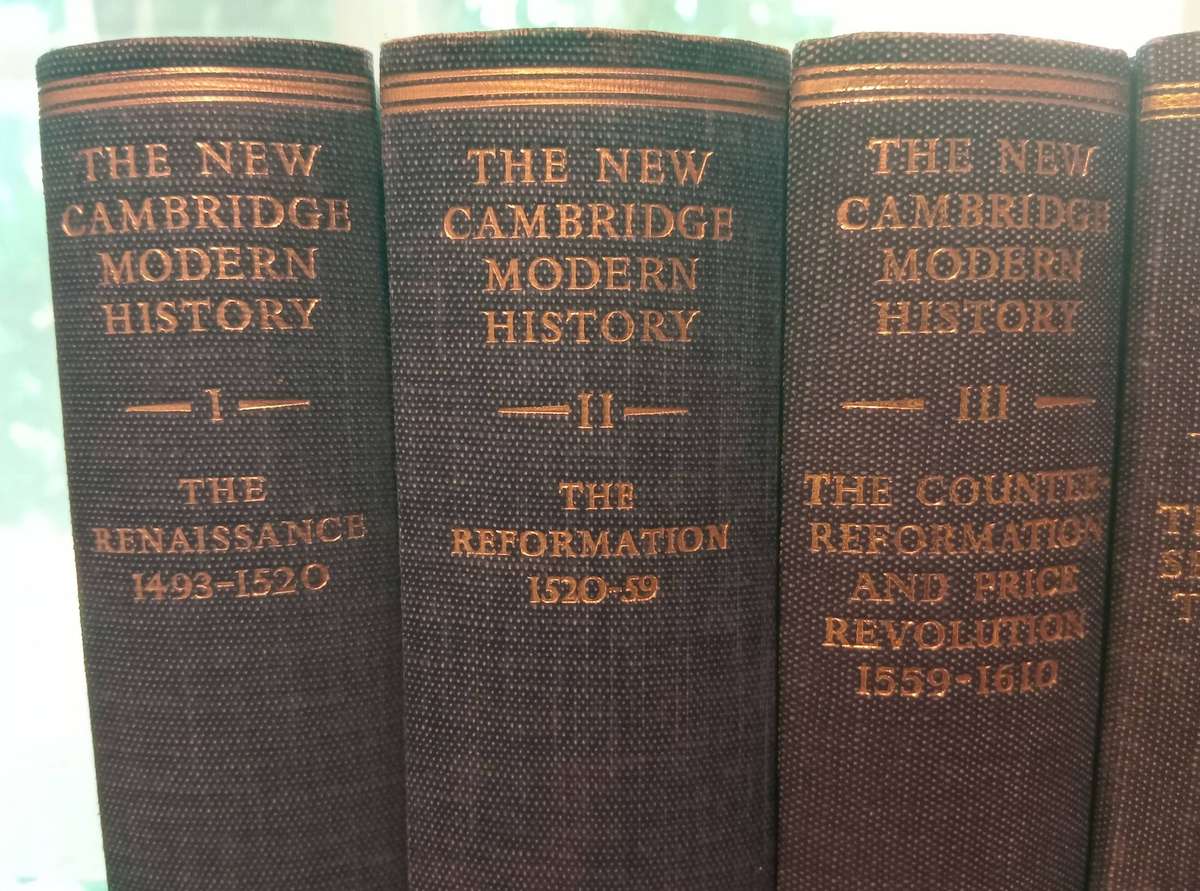 THE NEW
CAMBRIDGE
MODERN
HISTORY
I
THE
RENAISSANCE
1493-1520
THE NEW
CAMBRIDGE
MODERN
HISTORY
II
THE
REFORMATION
1520-59
THE NEW
CAMBRIDGE
MODERN
HISTORY
III
THE COUNTER
REFORMATION
AND PRICE
REVOLUTION
1559-1610